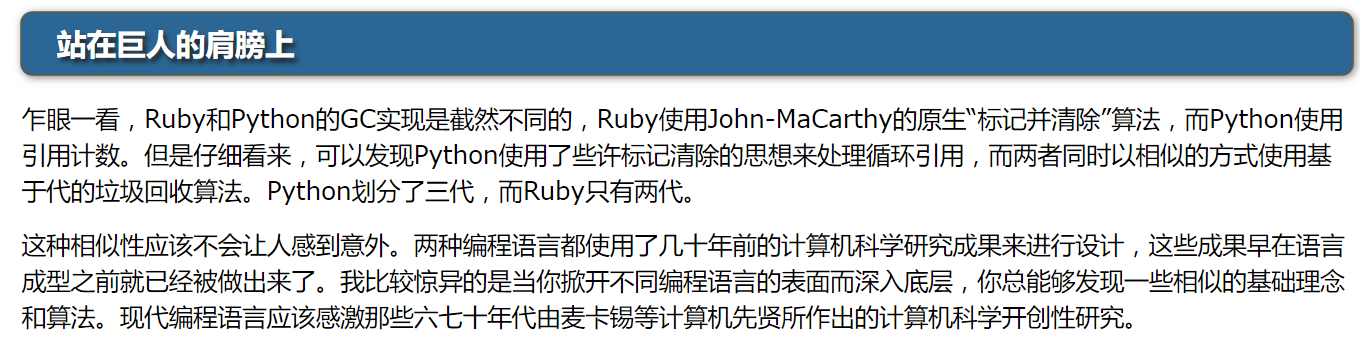 站在巨人的肩膀上
乍眼一看，Ruby和Python的GC实现是截然不同的，Ruby使用John-MaCarthy的原生“标记并清除”算法，而Python使用
引用计数。但是仔细看来，可以发现Python使用了些许标记清除的思想来处理循环引用，而两者同时以相似的方式使用基
于代的垃圾回收算法。Python划分了三代，而Ruby只有两代。
这种相似性应该不会让人感到意外。两种编程语言都使用了几十年前的计算机科学研究成果来进行设计，这些成果早在语言
成型之前就已经被做出来了。我比较惊异的是当你掀开不同编程语言的表面而深入底层，你总能够发现一些相似的基础理念
和算法。现代编程语言应该感激那些六七十年代由麦卡锡等计算机先贤所作出的计算机科学开创性研究。